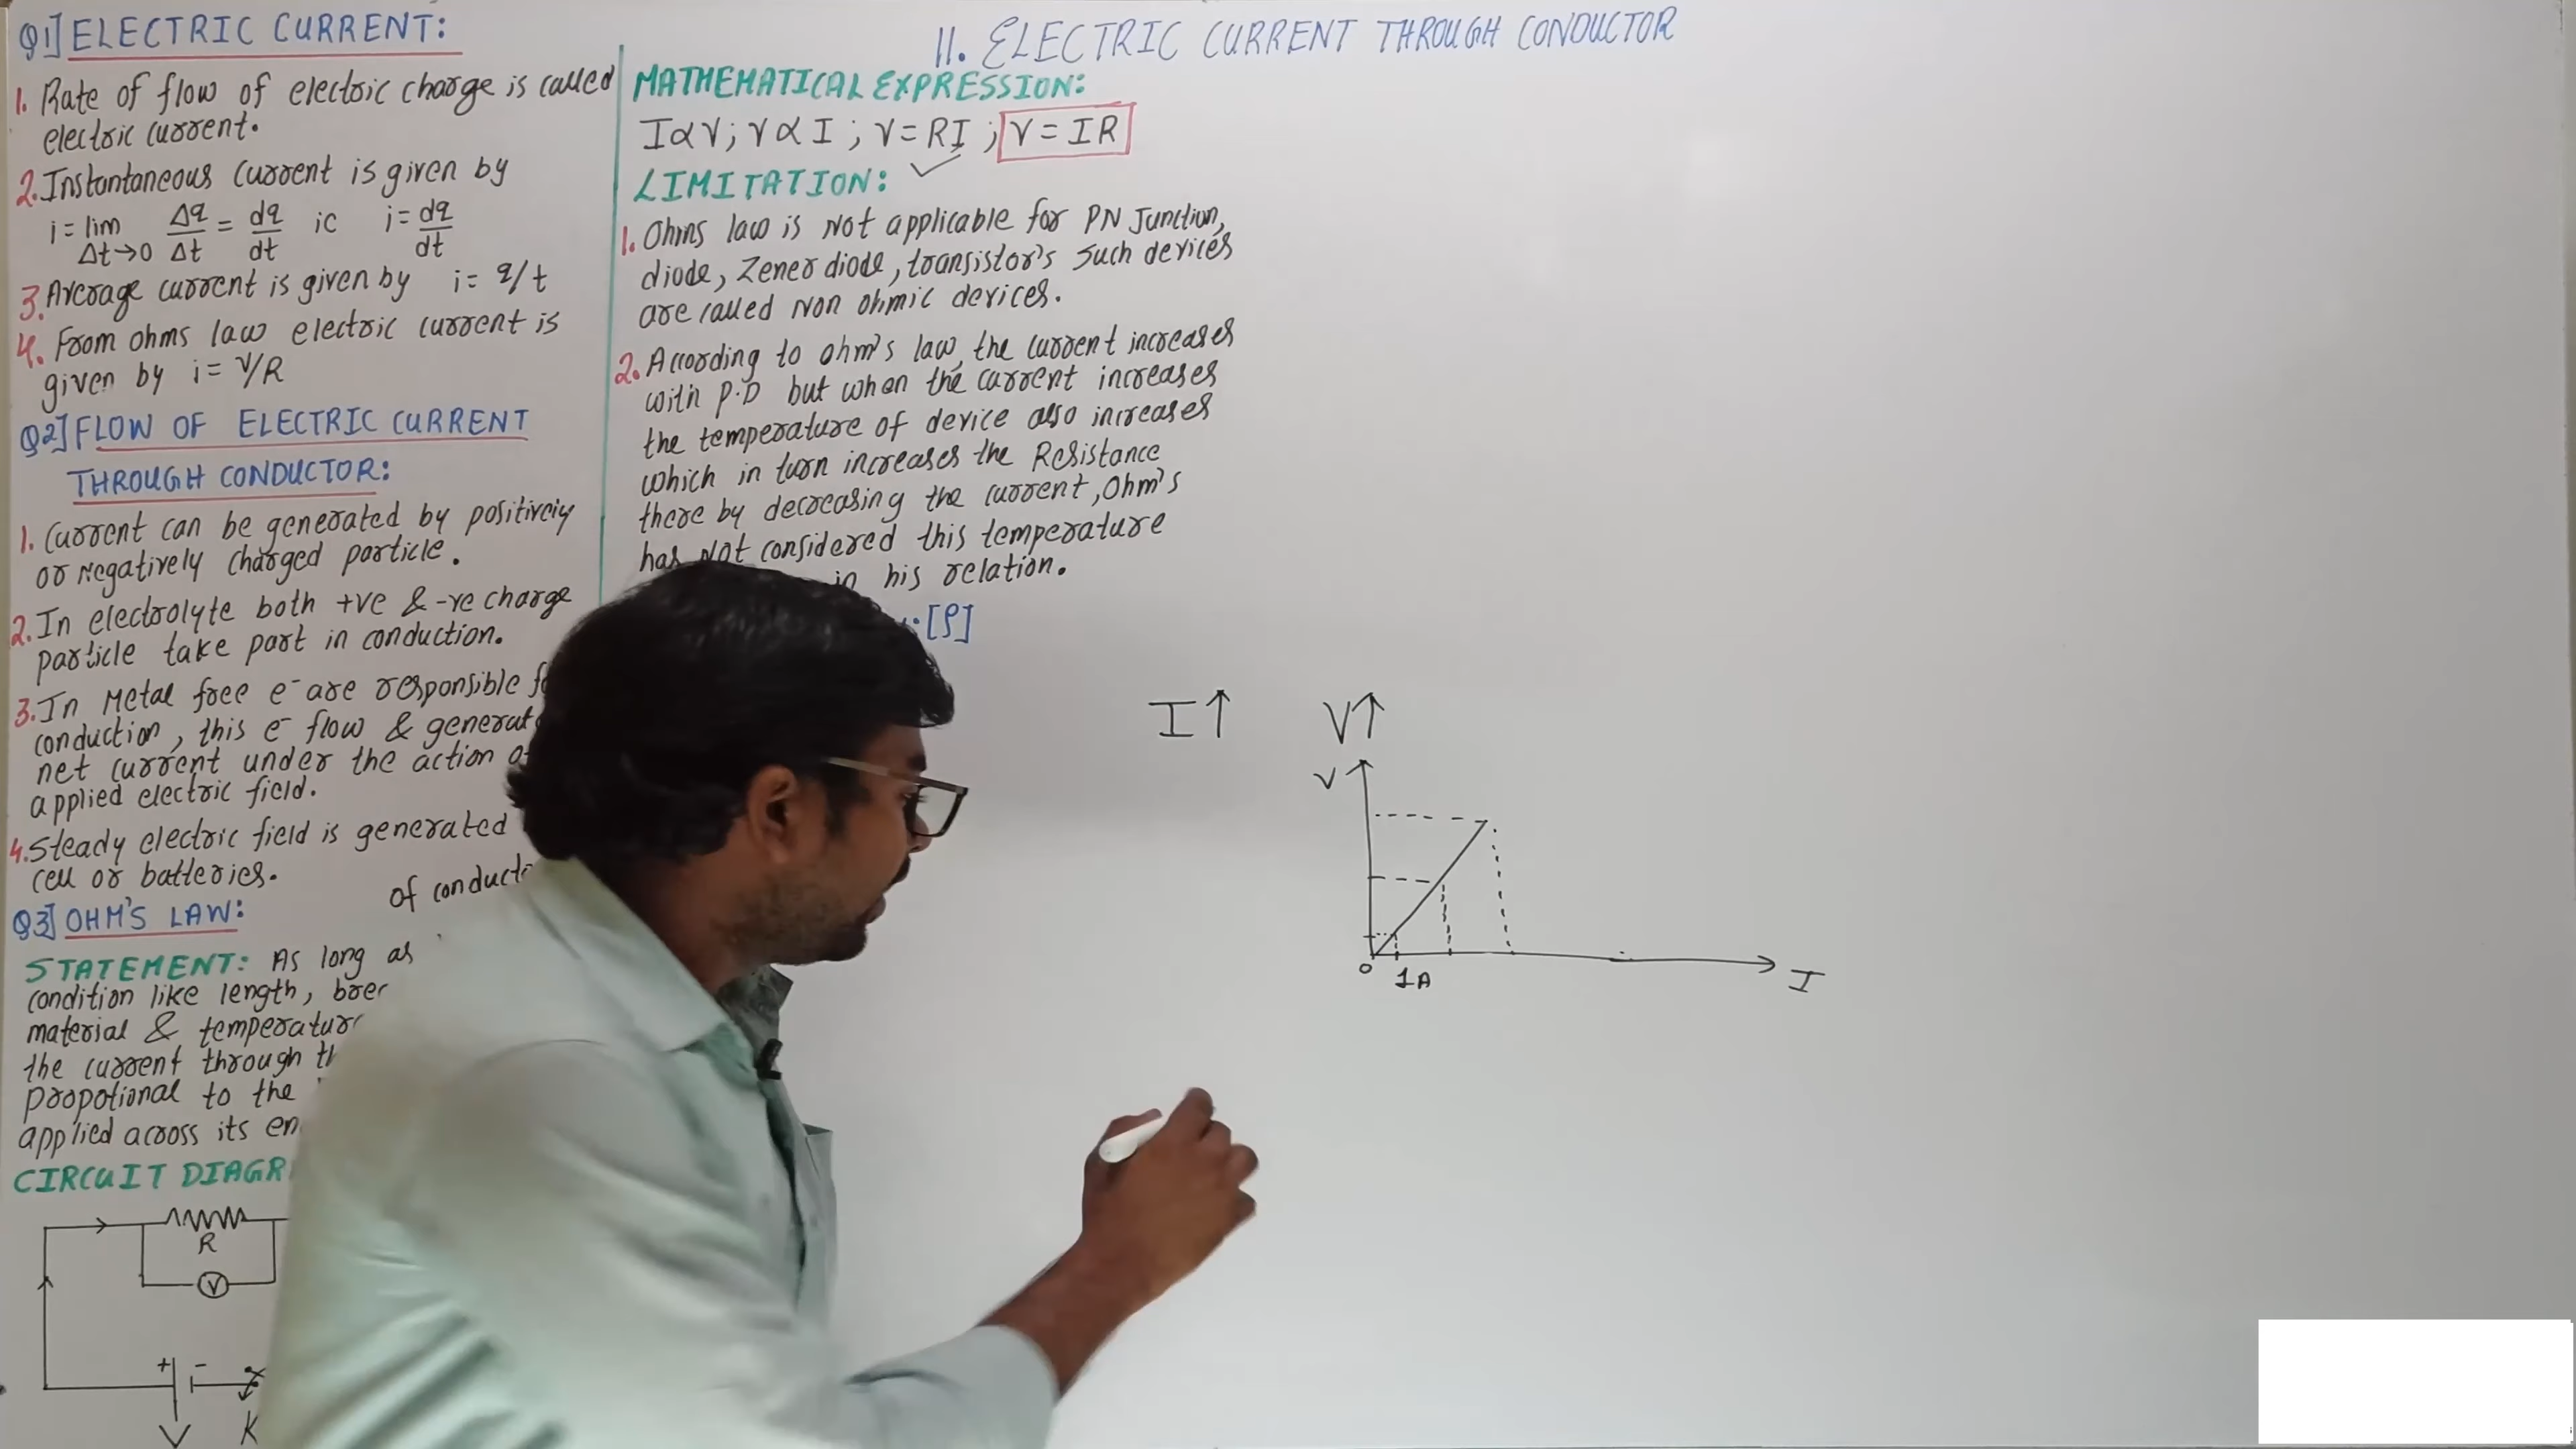 Q1] ELECTRIC CURRENT:
1. Rate of flow of electric charge is called
electric current.
2. Instantaneous current is given by
i = lim Δq/Δt = dq/dt ie i = dq/dt
Δt→0
3. Average current is given by i = q/t
4. From ohms law electric current is
given by i = V/R
Q2] FLOW OF ELECTRIC CURRENT
THROUGH CONDUCTOR:
1. Current can be generated by positively
or Negatively charged particle.
2. In electrolyte both +ve & -ve charge
particle take part in conduction.
3. In Metal free e⁻ are responsible
conduction, this e⁻ flow &
net current under the action
applied electric field.
4. Steady electric field is generated
cell or batteries.
of
Q3] OHM'S LAW:
STATEMENT: As long as
condition like length,
material &
the current through
propotional to the
applied across its
CIRCUIT
R
V
+ -
K
11. ELECTRIC CURRENT THROUGH CONDUCTOR
MATHEMATICAL EXPRESSION:
I α V; V α I ; V = RI ; V = IR
LIMITATION:
1. Ohms law is Not applicable for PN Junction,
diode, Zener diode, transistor's such devices
are called Non ohmic devices.
2. According to ohm's law, the current increases
with P.D but when the current increases
the temperature of device also increases
which in turn increases the Resistance
there by decreasing the current, Ohm's
has Not considered this temperature
in his relation.
: [ρ]
I↑ V↑
V
0 1A I